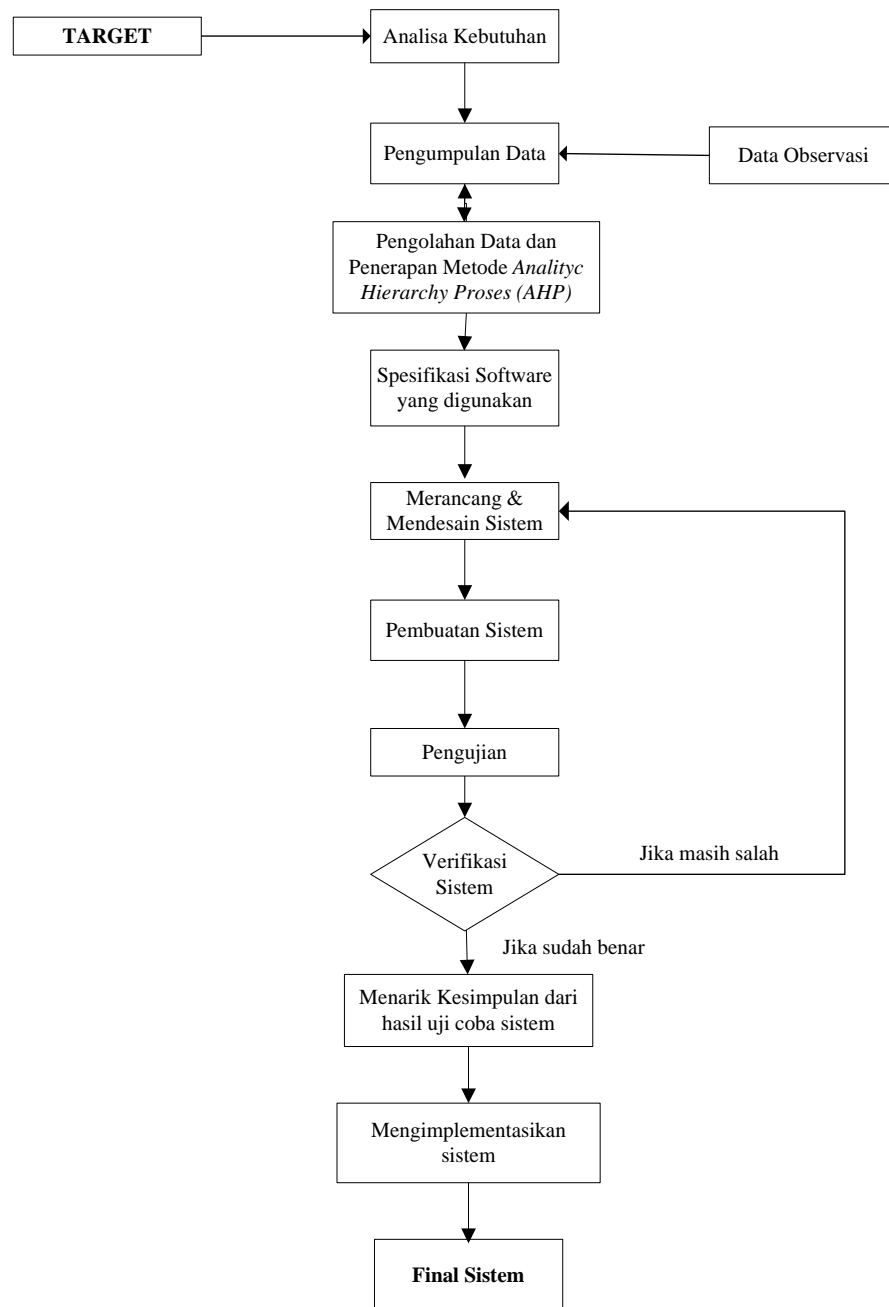 TARGET
Analisa Kebutuhan
Pengumpulan Data
Data Observasi
Pengolahan Data dan
Penerapan Metode Analityc
Hierarchy Proses (AHP)
Spesifikasi Software
yang digunakan
Merancang &
Mendesain Sistem
Pembuatan Sistem
Pengujian
Verifikasi
Sistem
Jika masih salah
Jika sudah benar
Menarik Kesimpulan dari
hasil uji coba sistem
Mengimplementasikan
sistem
Final Sistem